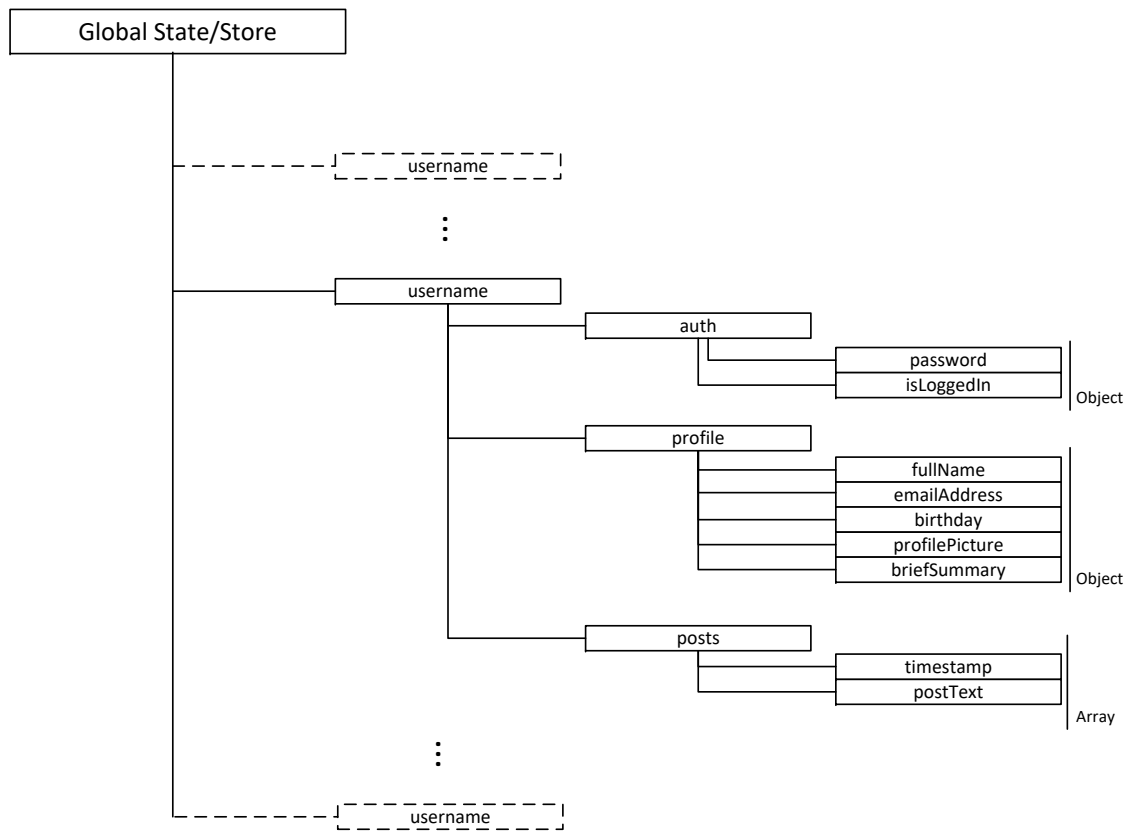 Global State/Store
username
username
auth
password
isLoggedIn
Object
profile
fullName
emailAddress
birthday
profilePicture
briefSummary
Object
posts
timestamp
postText
Array
username